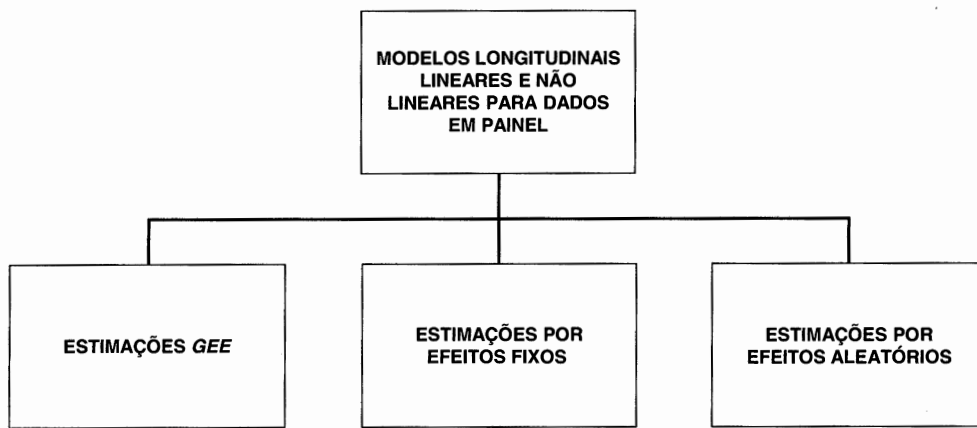 MODELOS LONGITUDINAIS
LINEARES E NÃO
LINEARES PARA DADOS
EM PAINEL
ESTIMAÇÕES GEE
ESTIMAÇÕES POR
EFEITOS FIXOS
ESTIMAÇÕES POR
EFEITOS ALEATÓRIOS